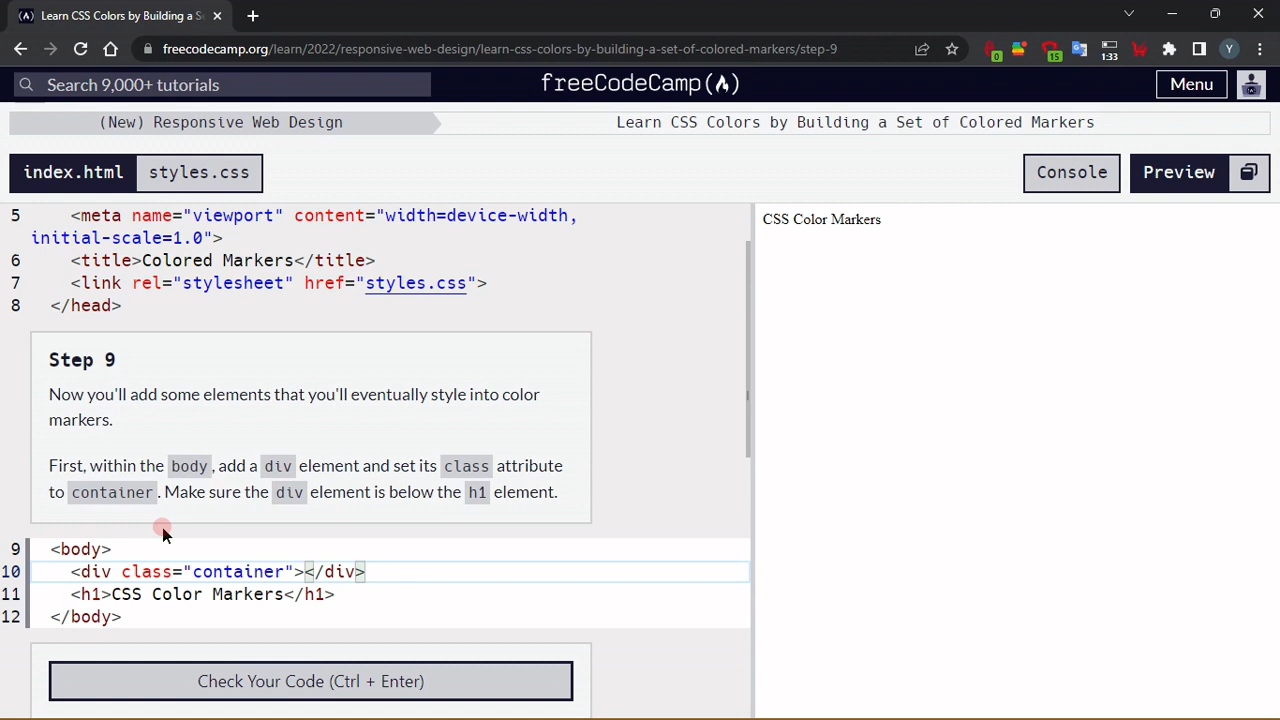 Learn CSS Colors by Building a S
freecodecamp.org/learn/2022/responsive-web-design/learn-css-colors-by-building-a-set-of-colored-markers/step-9
0
15
1:33
Y
Search 9,000+ tutorials
freeCodeCamp(🔥)
Menu
(New) Responsive Web Design
Learn CSS Colors by Building a Set of Colored Markers
index.html
styles.css
Console
Preview
5 <meta name="viewport" content="width=device-width,
initial-scale=1.0">
6 <title>Colored Markers</title>
7 <link rel="stylesheet" href="styles.css">
8 </head>
Step 9
Now you'll add some elements that you'll eventually style into color
markers.
First, within the body, add a div element and set its class attribute
to container. Make sure the div element is below the h1 element.
9 <body>
10 <div class="container"></div>
11 <h1>CSS Color Markers</h1>
12 </body>
Check Your Code (Ctrl + Enter)
CSS Color Markers